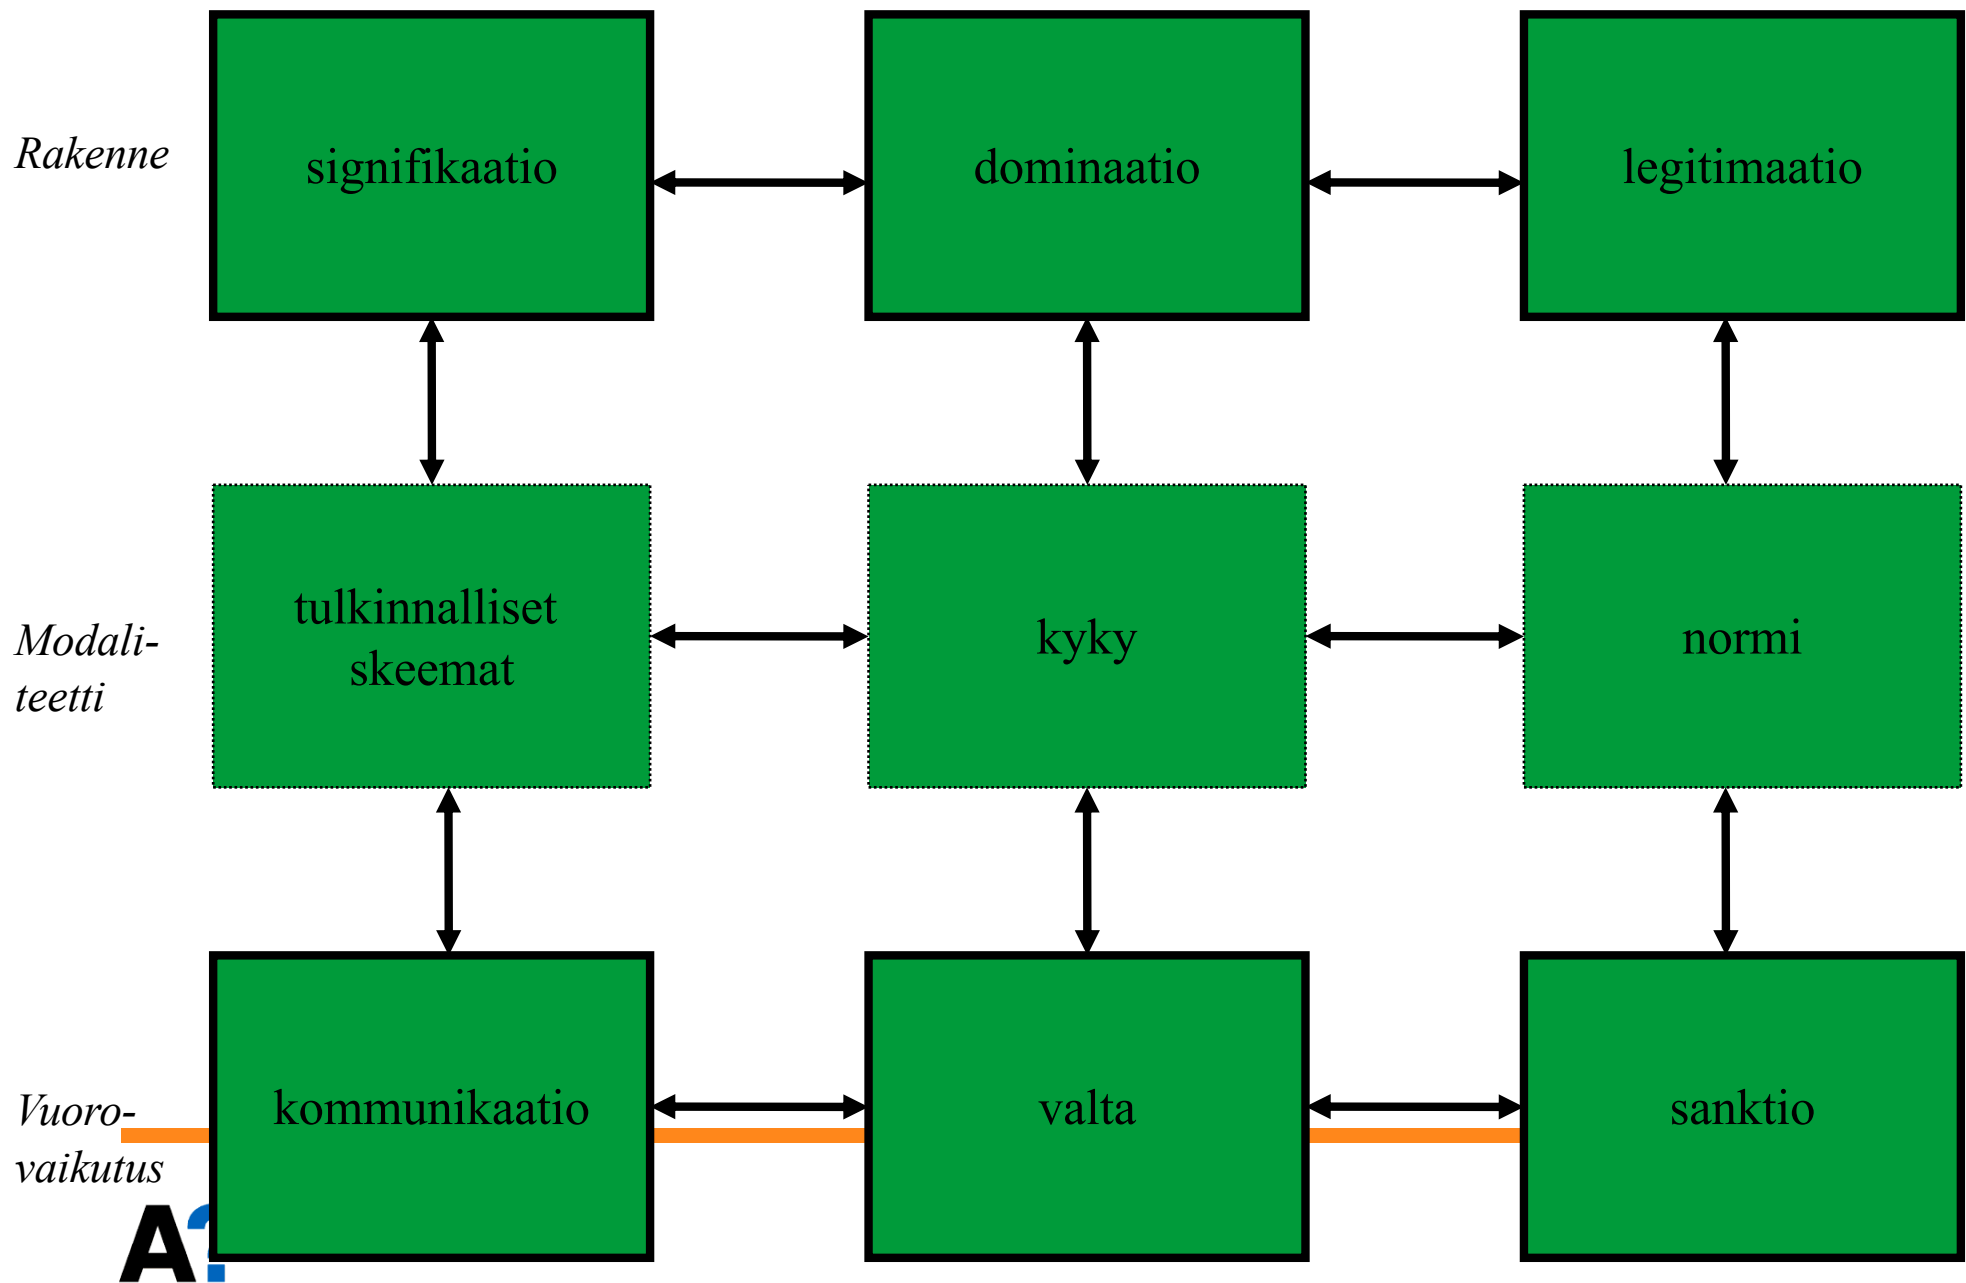 Rakenne
signifikaatio
dominaatio
legitimaatio
Modali-
teetti
tulkinnalliset
skeemat
kyky
normi
Vuoro-
vaikutus
kommunikaatio
valta
sanktio
A?